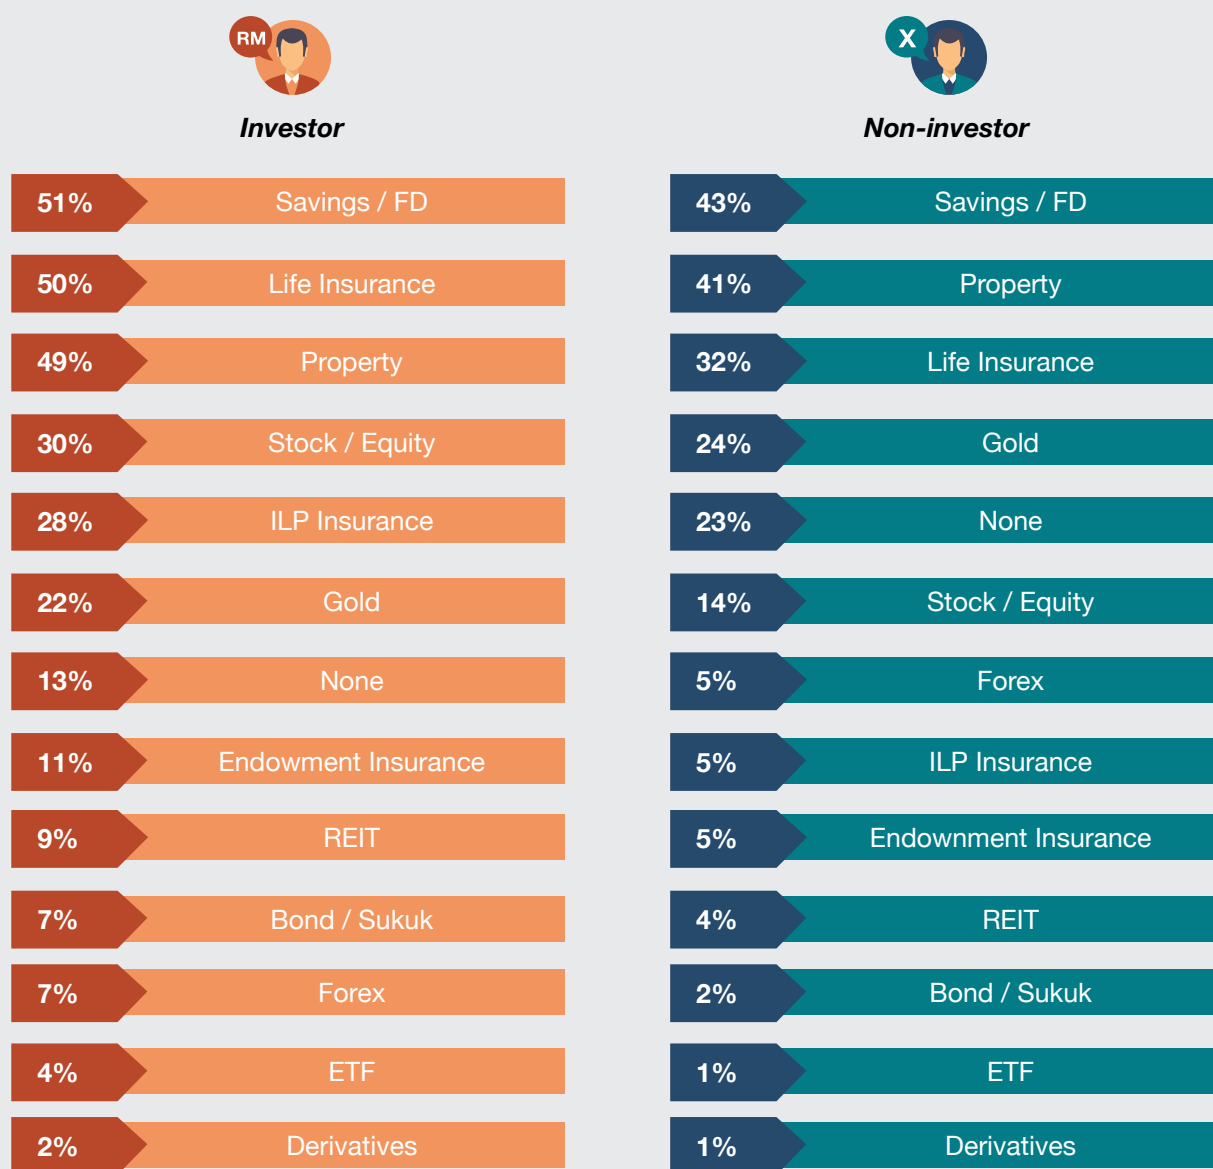 RM
Investor
51% Savings / FD
50% Life Insurance
49% Property
30% Stock / Equity
28% ILP Insurance
22% Gold
13% None
11% Endowment Insurance
9% REIT
7% Bond / Sukuk
7% Forex
4% ETF
2% Derivatives
X
Non-investor
43% Savings / FD
41% Property
32% Life Insurance
24% Gold
23% None
14% Stock / Equity
5% Forex
5% ILP Insurance
5% Endownment Insurance
4% REIT
2% Bond / Sukuk
1% ETF
1% Derivatives